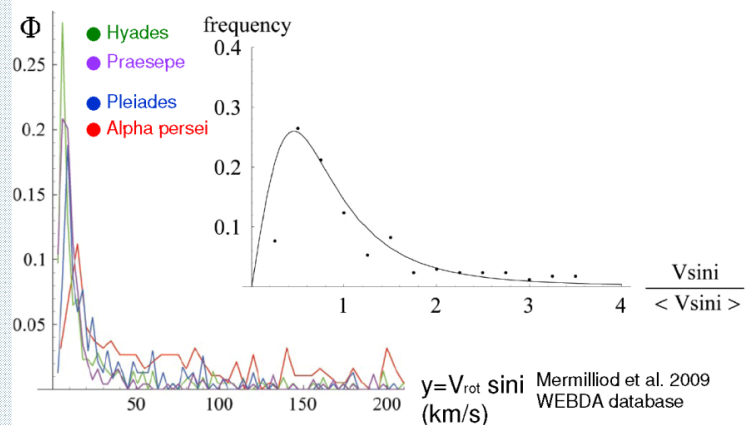 Φ
Hyades
Praesepe
Pleiades
Alpha persei
0.25
0.2
0.15
0.1
0.05
50
100
150
200
y=Vrot sini
(km/s)
frequency
0.4
0.3
0.2
0.1
1
2
3
4
Vsini
< Vsini >
Mermilliod et al. 2009
WEBDA database